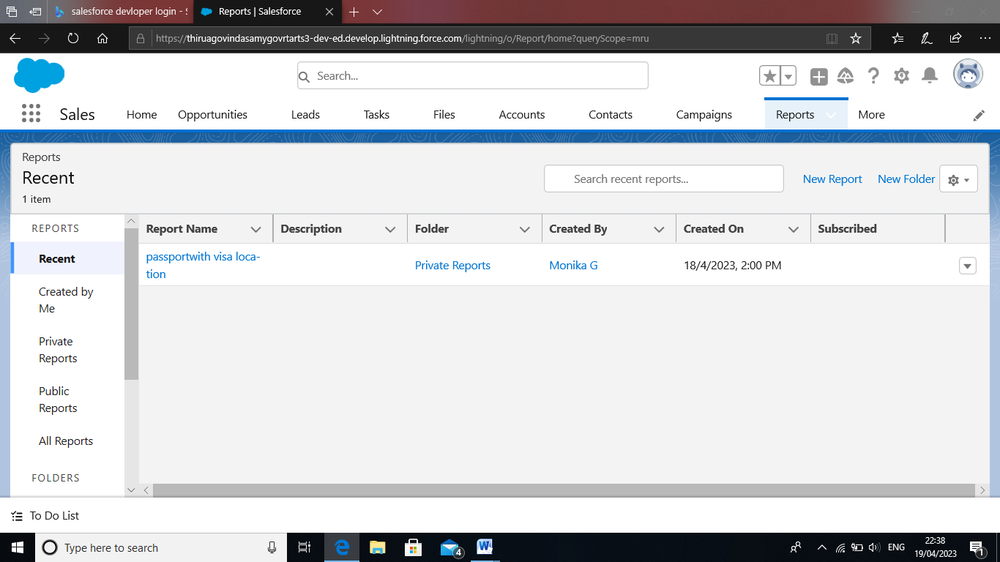 salesforce devloper login - S
Reports | Salesforce
https://thiruagovindasamygovrtarts3-dev-ed.develop.lightning.force.com/lightning/o/Report/home?queryScope=mru
Search...
Sales Home Opportunities Leads Tasks Files Accounts Contacts Campaigns Reports More
Reports
Recent
1 item
Search recent reports...
New Report New Folder
REPORTS
Recent
Created by
Me
Private
Reports
Public
Reports
All Reports
FOLDERS
Report Name Description Folder Created By Created On Subscribed
passportwith visa loca-
tion
Private Reports Monika G 18/4/2023, 2:00 PM
To Do List
Type here to search
4
ENG
22:38
19/04/2023
1